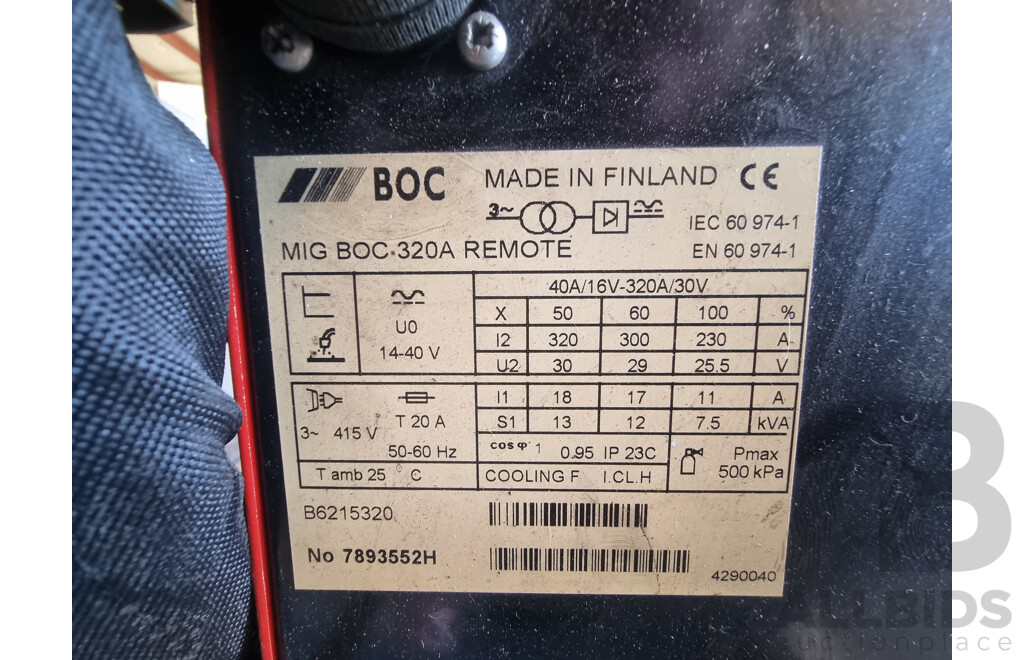 BOC MADE IN FINLAND CE
3~
IEC 60 974-1
MIG BOC 320A REMOTE EN 60 974-1
40A/16V-320A/30V
U0
14-40 V
X 50 60 100 %
I2 320 300 230 A
U2 30 29 25.5 V
3~ 415 V
T 20 A
50-60 Hz
I1 18 17 11 A
S1 13 12 7.5 kVA
cos φ 1 0.95 IP 23C
Pmax
500 kPa
T amb 25 °C COOLING F I.CL.H
B6215320
No 7893552H
4290040
B
ALLBIDS
auctionplace